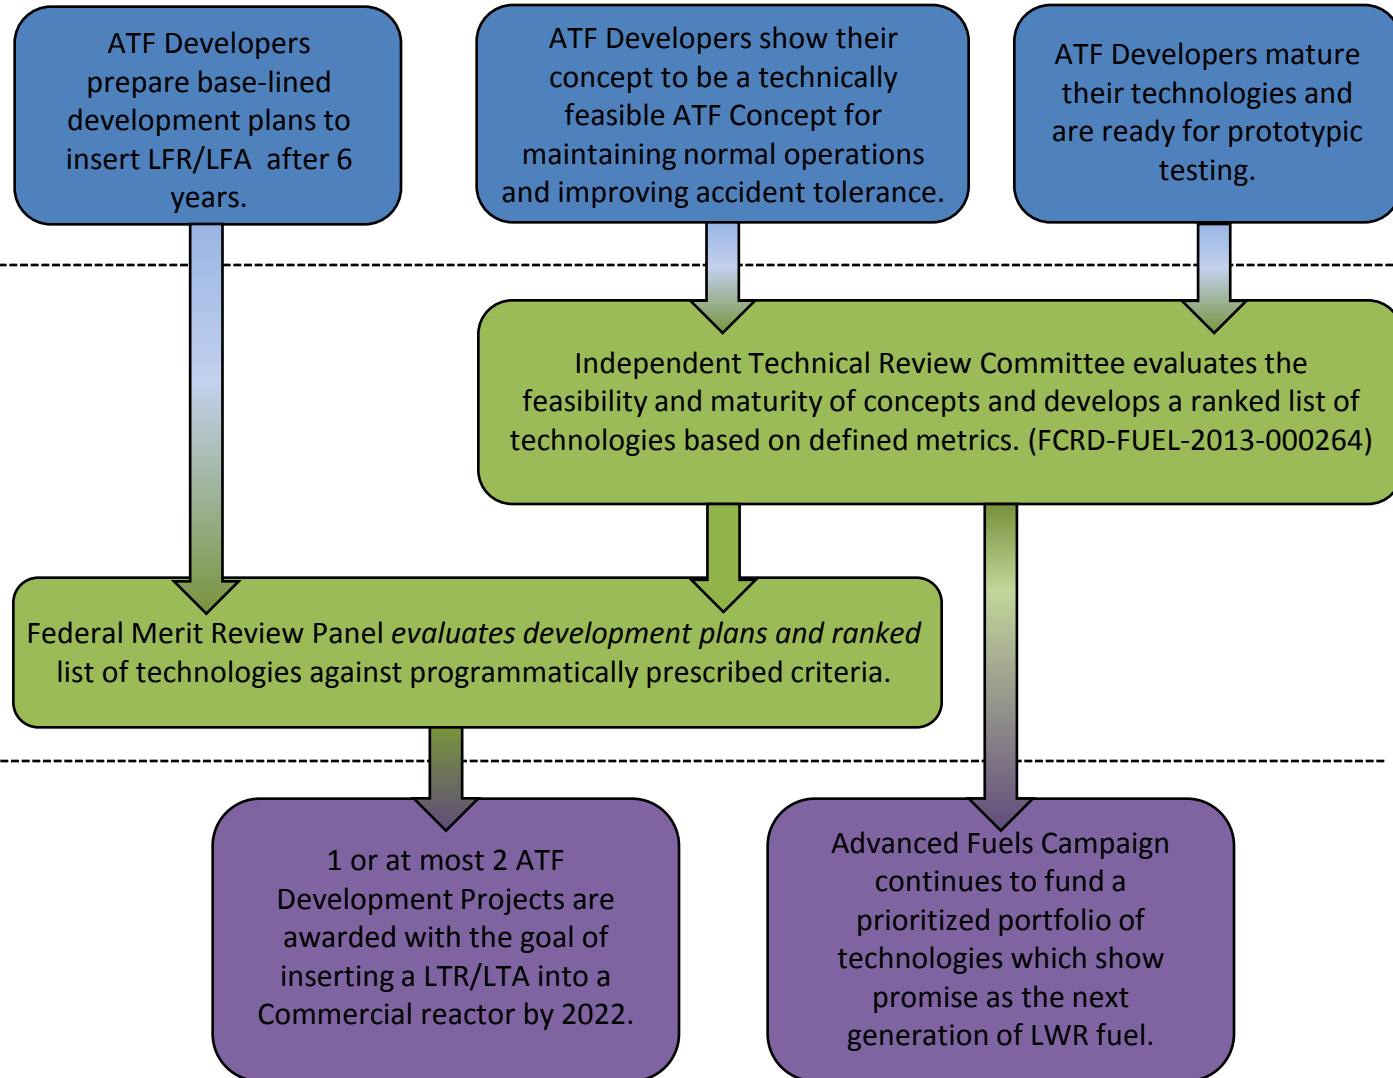 ATF Developers
prepare base-lined
development plans to
insert LFR/LFA after 6
years.
ATF Developers show their
concept to be a technically
feasible ATF Concept for
maintaining normal operations
and improving accident tolerance.
ATF Developers mature
their technologies and
are ready for prototypic
testing.
Independent Technical Review Committee evaluates the
feasibility and maturity of concepts and develops a ranked list of
technologies based on defined metrics. (FCRD-FUEL-2013-000264)
Federal Merit Review Panel evaluates development plans and ranked
list of technologies against programmatically prescribed criteria.
1 or at most 2 ATF
Development Projects are
awarded with the goal of
inserting a LTR/LTA into a
Commercial reactor by 2022.
Advanced Fuels Campaign
continues to fund a
prioritized portfolio of
technologies which show
promise as the next
generation of LWR fuel.